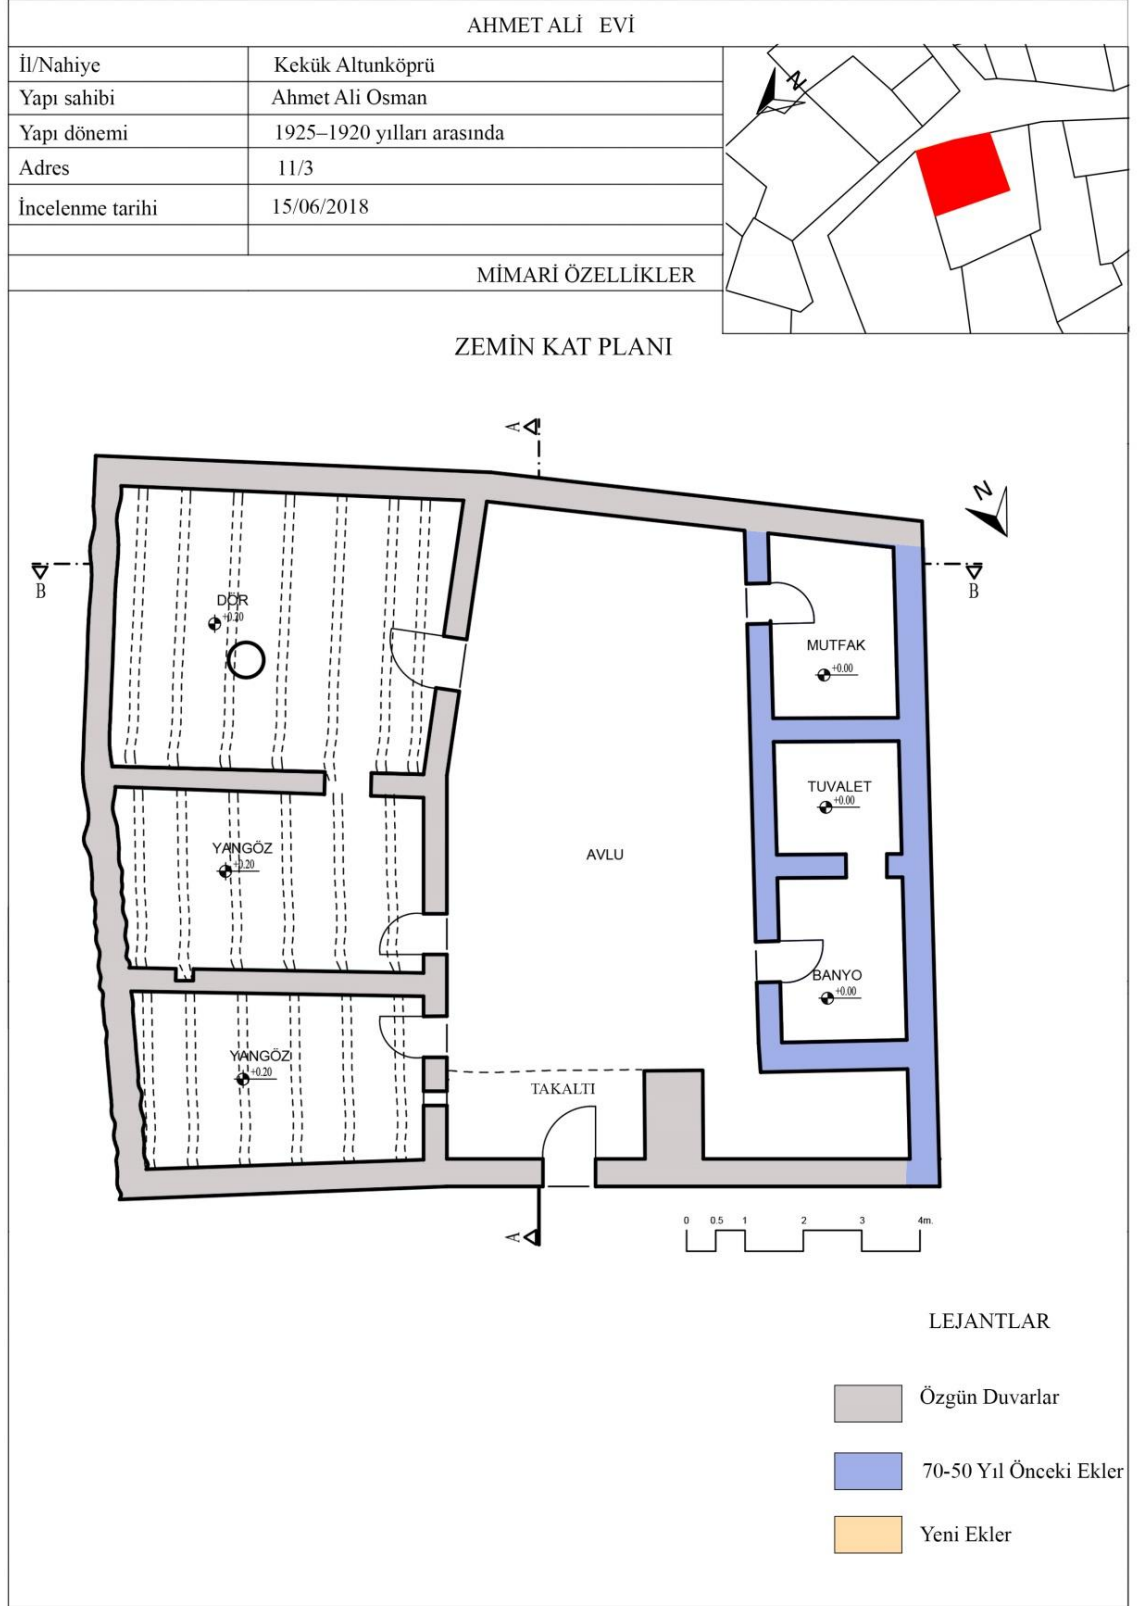 AHMET ALİ EVİ
İl/Nahiye Kekük Altunköprü
Yapı sahibi Ahmet Ali Osman
Yapı dönemi 1925–1920 yılları arasında
Adres 11/3
İncelenme tarihi 15/06/2018
N
MİMARİ ÖZELLİKLER
ZEMİN KAT PLANI
A
N
B
B
DÖR
+0.20
MUTFAK
+0.00
TUVALET
+0.00
YANGÖZ
+0.20
AVLU
BANYO
+0.00
YANGÖZ
+0.20
TAKALTI
A
0 0.5 1 2 3 4m.
LEJANTLAR
Özgün Duvarlar
70-50 Yıl Önceki Ekler
Yeni Ekler